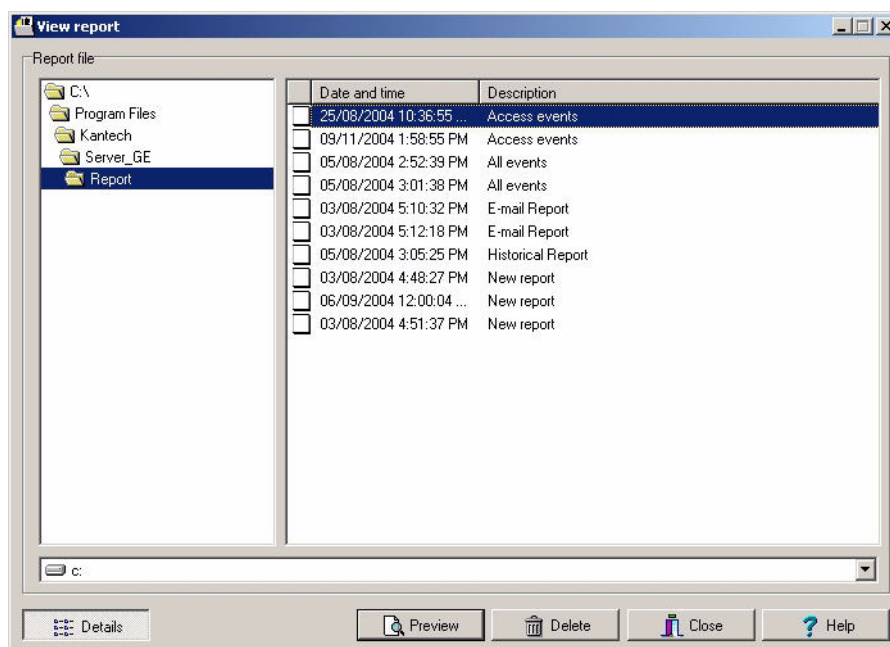 View report
Report file
C:\
Program Files
Kantech
Server_GE
Report
Date and time Description
25/08/2004 10:36:55 ... Access events
09/11/2004 1:58:55 PM Access events
05/08/2004 2:52:39 PM All events
05/08/2004 3:01:38 PM All events
03/08/2004 5:10:32 PM E-mail Report
03/08/2004 5:12:18 PM E-mail Report
05/08/2004 3:05:25 PM Historical Report
03/08/2004 4:48:27 PM New report
06/09/2004 12:00:04 ... New report
03/08/2004 4:51:37 PM New report
c:
Details Preview Delete Close Help